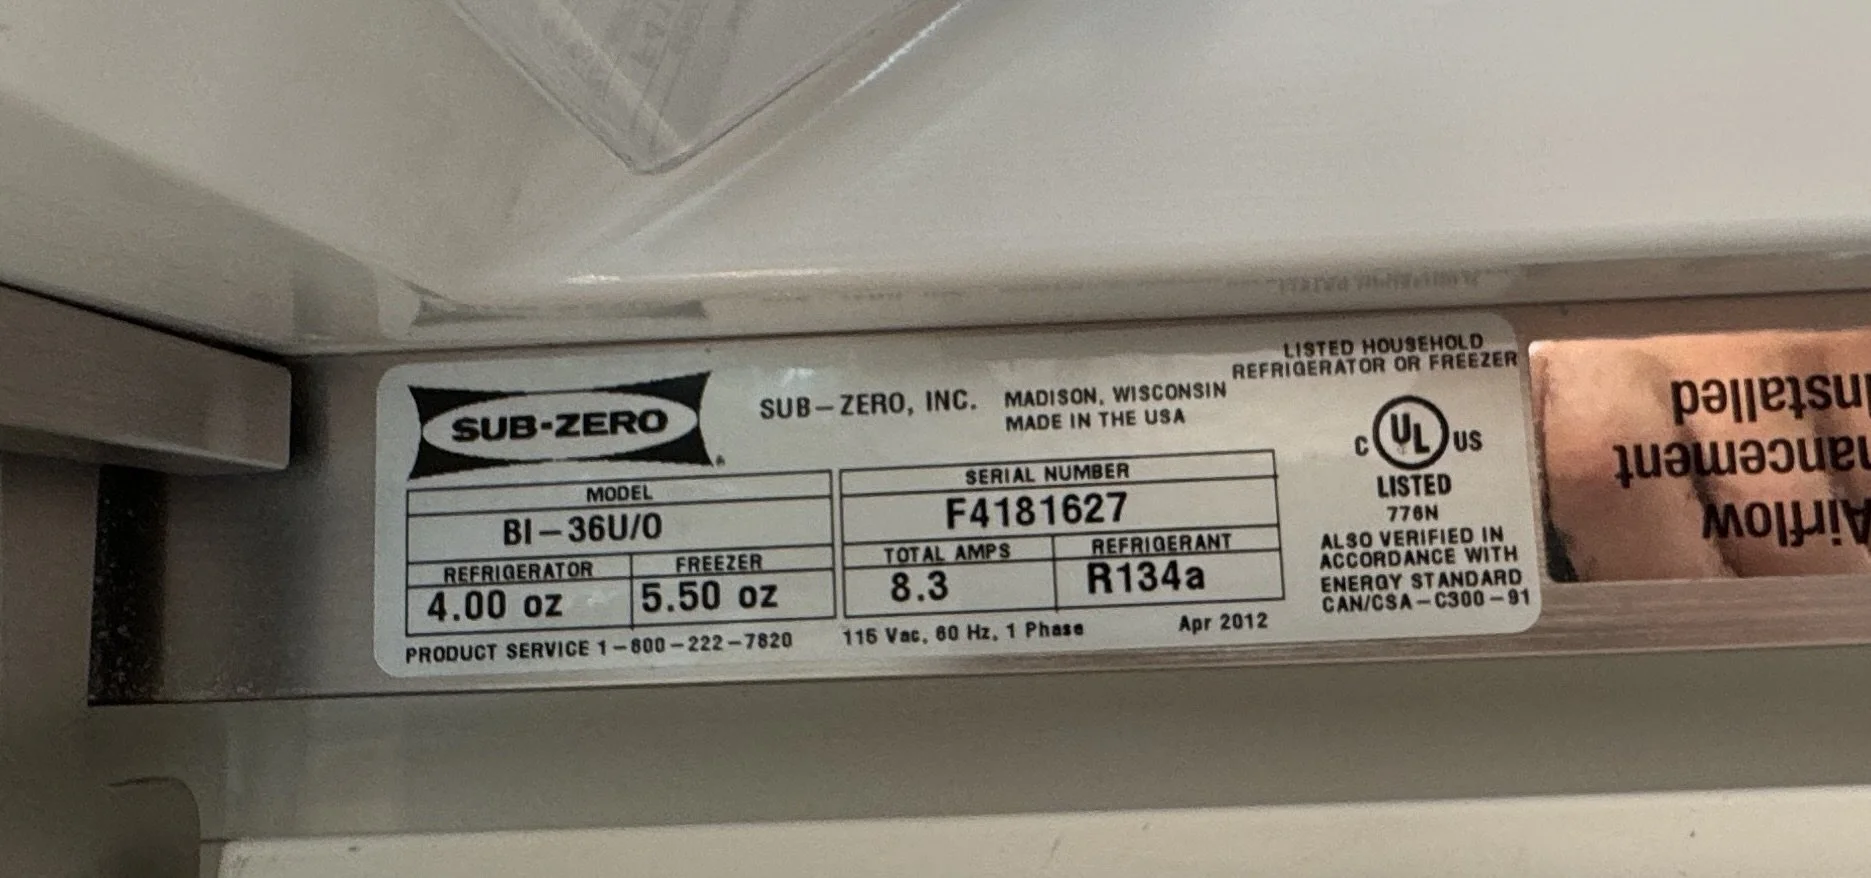 SUB-ZERO
SUB-ZERO, INC. MADISON, WISCONSIN
MADE IN THE USA
LISTED HOUSEHOLD
REFRIGERATOR OR FREEZER
MODEL
BI-36U/O
REFRIGERATOR FREEZER
4.00 oz 5.50 oz
SERIAL NUMBER
F4181627
TOTAL AMPS REFRIGERANT
8.3 R134a
PRODUCT SERVICE 1-800-222-7820
115 Vac, 60 Hz, 1 Phase
Apr 2012
C UL US
LISTED
776N
ALSO VERIFIED IN
ACCORDANCE WITH
ENERGY STANDARD
CAN/CSA-C300-91
Airflow
ancement
nstalled